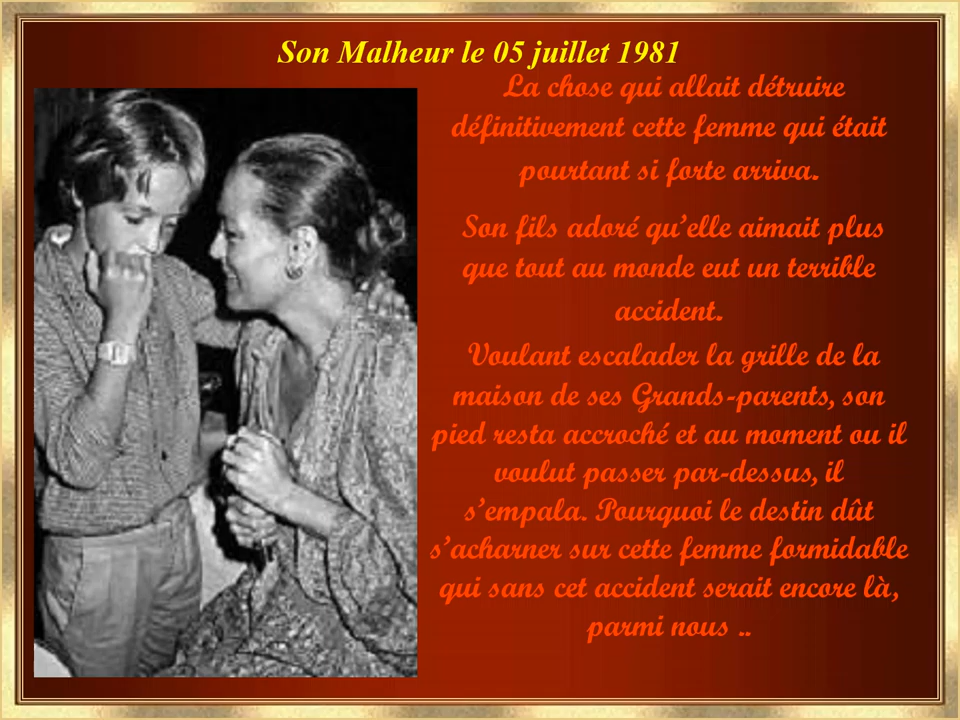 Son Malheur le 05 juillet 1981
La chose qui allait détruire
définitivement cette femme qui était
pourtant si forte arriva.
Son fils adoré qu'elle aimait plus
que tout au monde eut un terrible
accident.
Voulant escalader la grille de la
maison de ses Grands-parents, son
pied resta accroché et au moment ou il
voulut passer par-dessus, il
s'empala. Pourquoi le destin dût
s'acharner sur cette femme formidable
qui sans cet accident serait encore là,
parmi nous ..